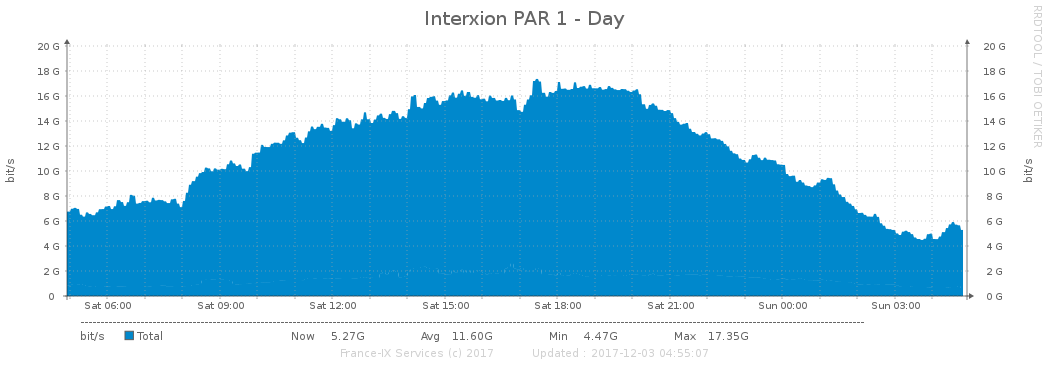 Interxion PAR 1 - Day
RRDTOOL / TOBI OETIKER
bit/s
bit/s
20 G 20 G
18 G 18 G
16 G 16 G
14 G 14 G
12 G 12 G
10 G 10 G
8 G 8 G
6 G 6 G
4 G 4 G
2 G 2 G
0 0 G
Sat 06:00 Sat 09:00 Sat 12:00 Sat 15:00 Sat 18:00 Sat 21:00 Sun 00:00 Sun 03:00
bit/s Total Now 5.27G Avg 11.60G Min 4.47G Max 17.35G
France-IX Services (c) 2017 Updated : 2017-12-03 04:55:07